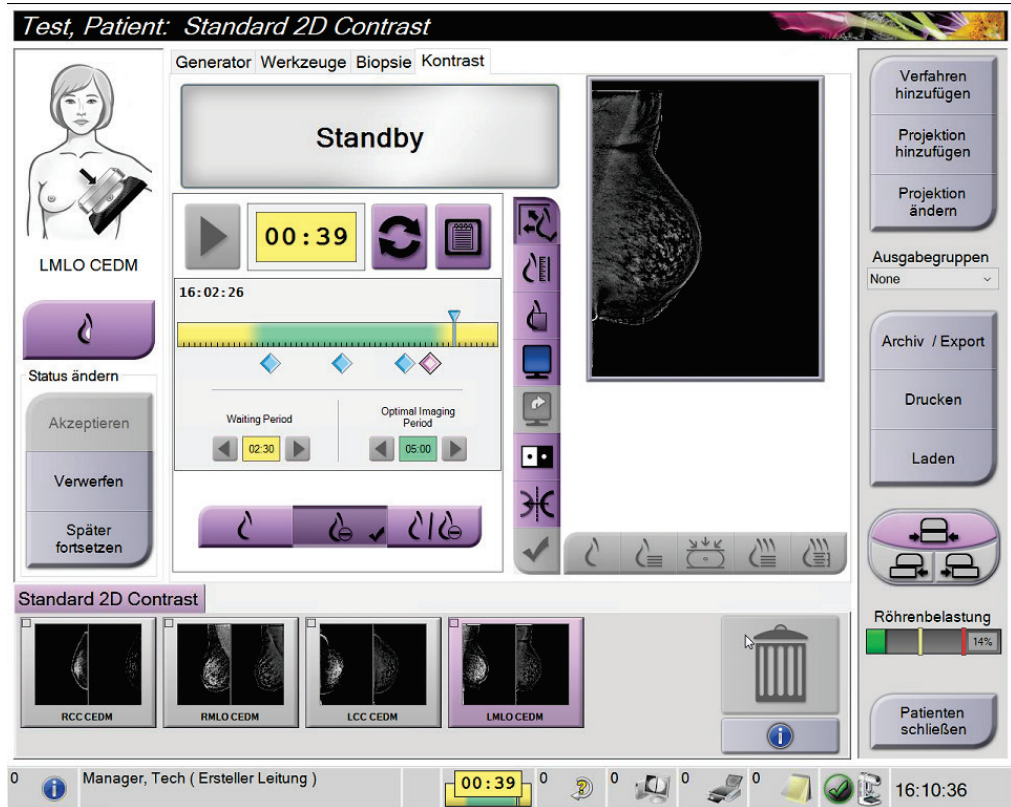 Test, Patient: Standard 2D Contrast
Generator Werkzeuge Biopsie Kontrast
LMLO CEDM
Status ändern
Akzeptieren
Verwerfen
Später
fortsetzen
Standby
00:39
16:02:26
Waiting Period
02:30
Optimal Imaging
Period
05:00
Verfahren
hinzufügen
Projektion
hinzufügen
Projektion
ändern
Ausgabegruppen
None
Archiv / Export
Drucken
Laden
Röhrenbelastung
14%
Patienten
schließen
Standard 2D Contrast
RCC CEDM
RMLO CEDM
LCC CEDM
LMLO CEDM
0 Manager, Tech ( Ersteller Leitung ) 00:39 0 0 0 0 16:10:36